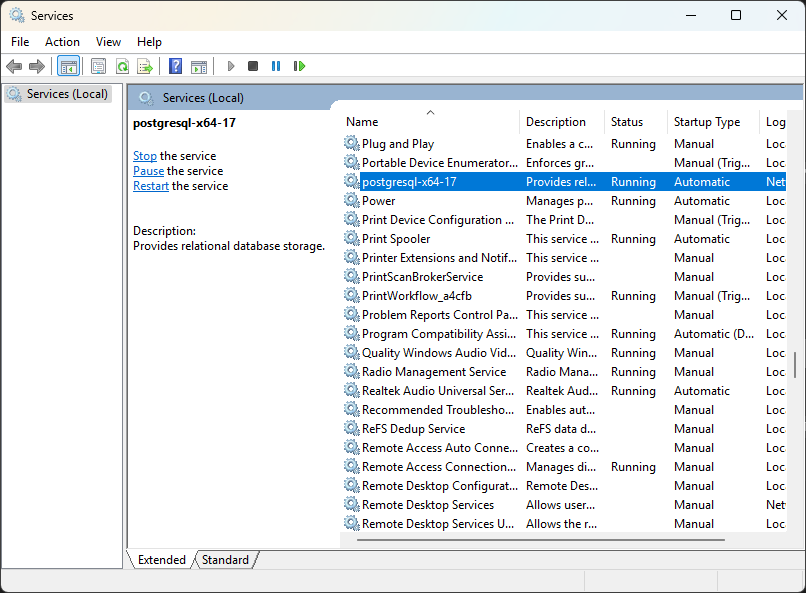 Services
File Action View Help
Services (Local)
Services (Local)
postgresql-x64-17
Stop the service
Pause the service
Restart the service
Description:
Provides relational database storage.
Name Description Status Startup Type Log
Plug and Play Enables a c... Running Manual Loc
Portable Device Enumerator... Enforces gr... Manual (Trig... Loc
postgresql-x64-17 Provides rel... Running Automatic Net
Power Manages p... Running Automatic Loc
Print Device Configuration ... The Print D... Manual (Trig... Loc
Print Spooler This service ... Running Automatic Loc
Printer Extensions and Notif... This service ... Manual Loc
PrintScanBrokerService Provides su... Manual Loc
PrintWorkflow_a4cfb Provides su... Running Manual (Trig... Loc
Problem Reports Control Pa... This service ... Manual Loc
Program Compatibility Assi... This service ... Running Automatic (D... Loc
Quality Windows Audio Vid... Quality Win... Running Manual Loc
Radio Management Service Radio Mana... Running Manual Loc
Realtek Audio Universal Ser... Realtek Aud... Running Automatic Loc
Recommended Troublesho... Enables aut... Manual Loc
ReFS Dedup Service ReFS data d... Manual Loc
Remote Access Auto Conne... Creates a co... Manual Loc
Remote Access Connection... Manages di... Running Manual Loc
Remote Desktop Configurat... Remote Des... Manual Loc
Remote Desktop Services Allows user... Manual Net
Remote Desktop Services U... Allows the r... Manual Loc
Extended Standard